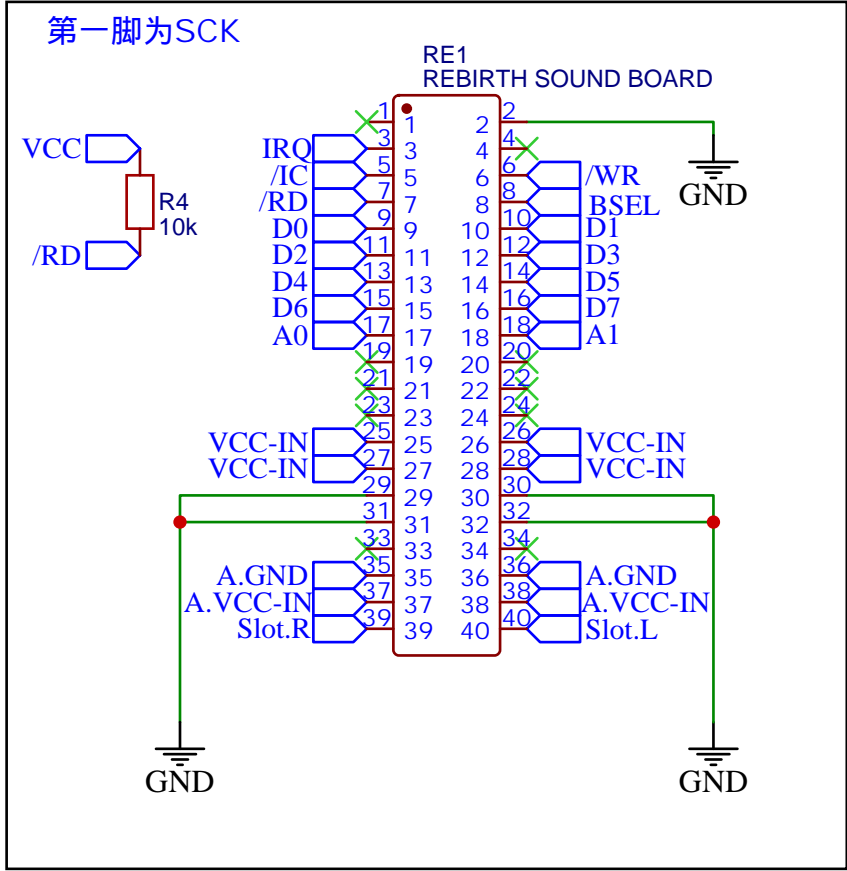 第一脚为SCK
RE1
REBIRTH SOUND BOARD
VCC
R4
10k
/RD
1 1 2 2
GND
IRQ 3 3 4 4
/IC 5 5 6 6 /WR
/RD 7 7 8 8 BSEL
D0 9 9 10 10 D1
D2 11 11 12 12 D3
D4 13 13 14 14 D5
D6 15 15 16 16 D7
A0 17 17 18 18 A1
19 19 20 20
21 21 22 22
23 23 24 24
VCC-IN 25 25 26 26 VCC-IN
VCC-IN 27 27 28 28 VCC-IN
29 29 30 30
31 31 32 32
33 33 34 34
A.GND 35 35 36 36 A.GND
A.VCC-IN 37 37 38 38 A.VCC-IN
Slot.R 39 39 40 40 Slot.L
GND GND